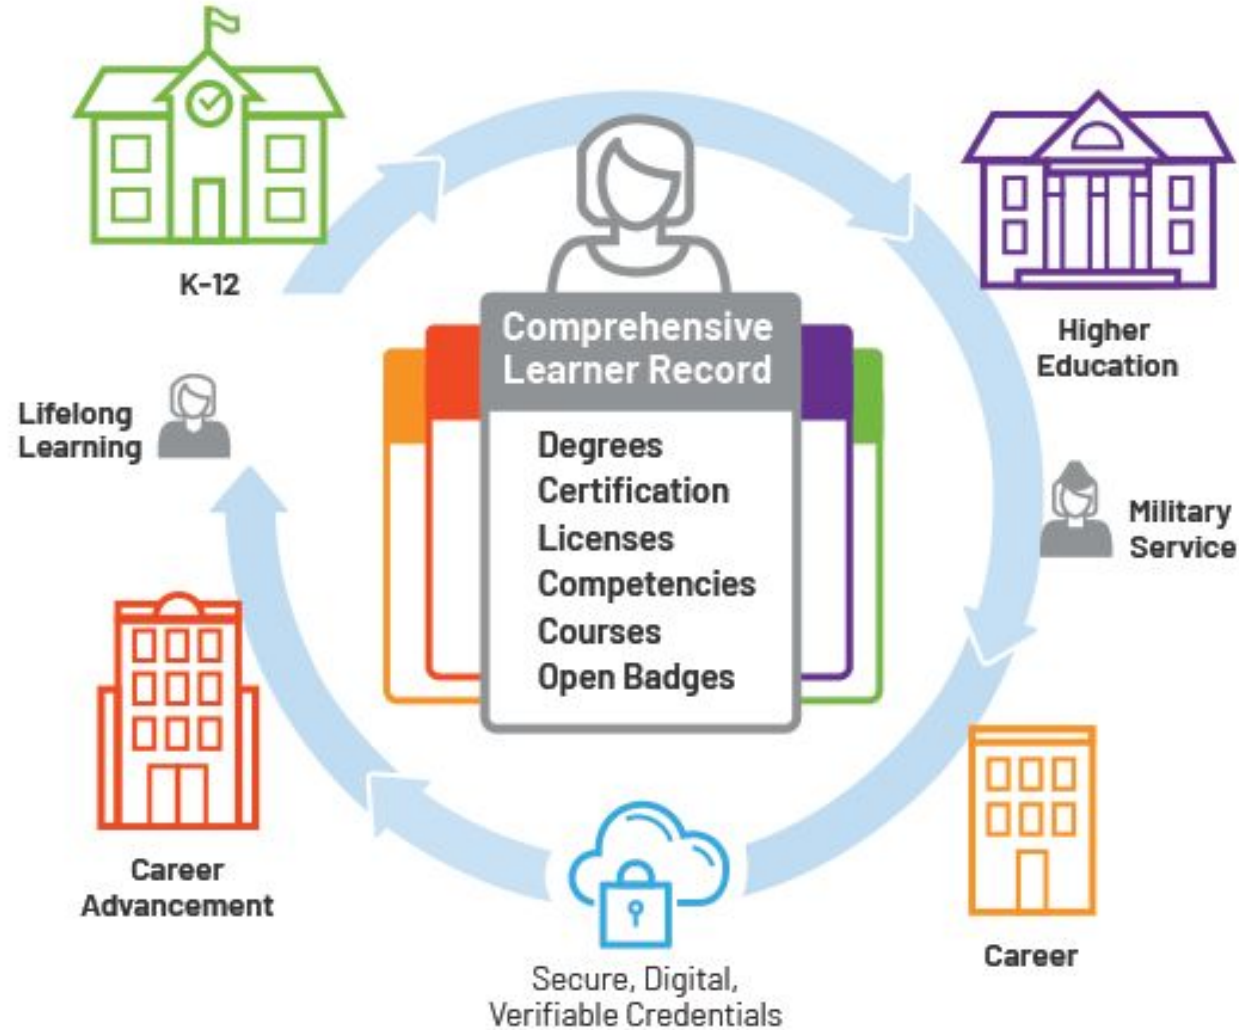 K-12
Comprehensive
Learner Record
Degrees
Certification
Licenses
Competencies
Courses
Open Badges
Higher
Education
Military
Service
Career
Secure, Digital,
Verifiable Credentials
Career
Advancement
Lifelong
Learning